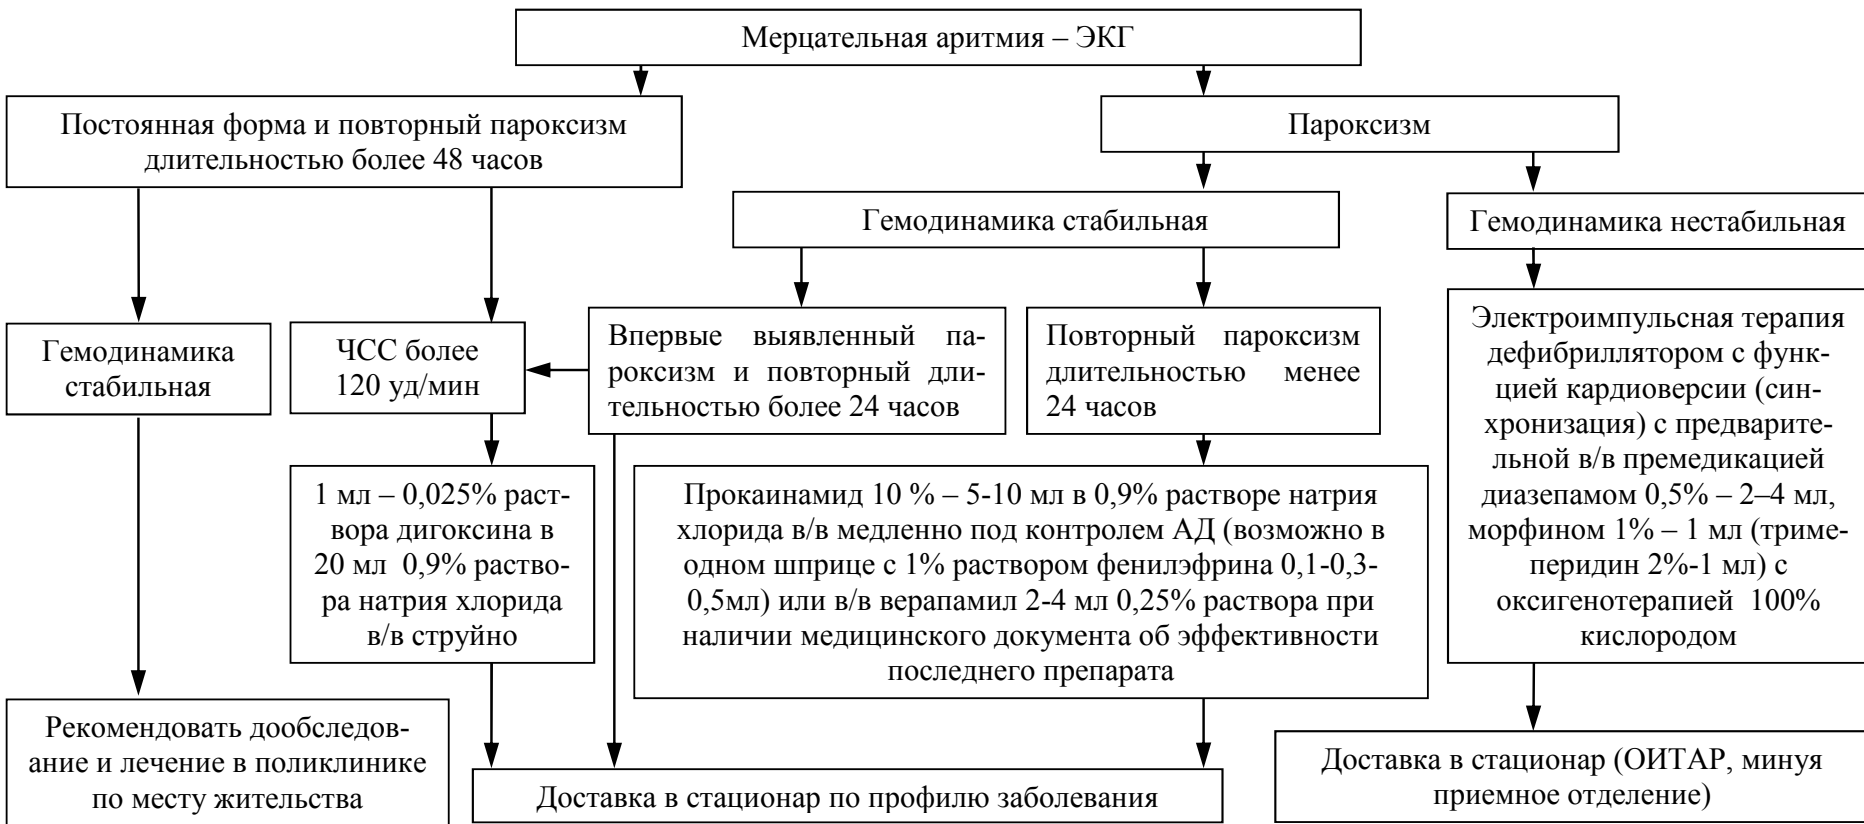 Мерцательная аритмия – ЭКГ
Постоянная форма и повторный пароксизм
длительностью более 48 часов
Пароксизм
Гемодинамика стабильная
Гемодинамика нестабильная
Гемодинамика
стабильная
ЧСС более
120 уд/мин
Впервые выявленный па-
роксизм и повторный дли-
тельностью более 24 часов
Повторный пароксизм
длительностью менее
24 часов
Электроимпульсная терапия
дефибриллятором с функ-
цией кардиоверсии (син-
хронизация) с предварите-
льной в/в премедикацией
диазепамом 0,5% – 2–4 мл,
морфином 1% – 1 мл (триме-
перидин 2%-1 мл) с
оксигенотерапией 100%
кислородом
1 мл – 0,025% раст-
вора дигоксина в
20 мл 0,9% раство-
ра натрия хлорида
в/в струйно
Прокаинамид 10 % – 5-10 мл в 0,9% растворе натрия
хлорида в/в медленно под контролем АД (возможно в
одном шприце с 1% раствором фенилэфрина 0,1-0,3-
0,5мл) или в/в верапамил 2-4 мл 0,25% раствора при
наличии медицинского документа об эффективности
последнего препарата
Рекомендовать дообследов-
ание и лечение в поликлинике
по месту жительства
Доставка в стационар по профилю заболевания
Доставка в стационар (ОИТАР, минуя
приемное отделение)